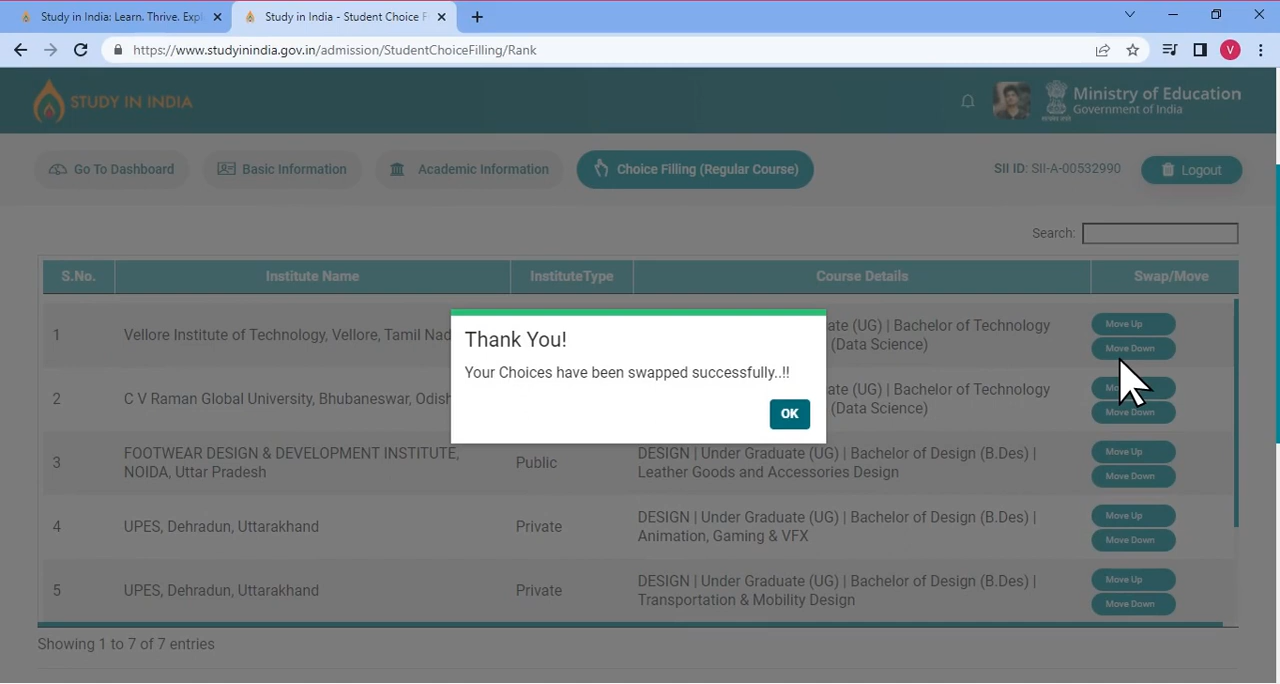 Study in India: Learn. Thrive. Expl
Study in India - Student Choice F
https://www.studyinindia.gov.in/admission/StudentChoiceFilling/Rank
V
STUDY IN INDIA
Ministry of Education
Government of India
Go To Dashboard
Basic Information
Academic Information
Choice Filling (Regular Course)
SII ID: SII-A-00532990
Logout
Search:
S.No.
Institute Name
InstituteType
Course Details
Swap/Move
1
Vellore Institute of Technology, Vellore, Tamil Nad
ate (UG) | Bachelor of Technology
(Data Science)
Move Up
Move Down
Thank You!
Your Choices have been swapped successfully..!!
OK
2
C V Raman Global University, Bhubaneswar, Odish
ate (UG) | Bachelor of Technology
(Data Science)
Move Down
3
FOOTWEAR DESIGN & DEVELOPMENT INSTITUTE,
NOIDA, Uttar Pradesh
Public
DESIGN | Under Graduate (UG) | Bachelor of Design (B.Des) |
Leather Goods and Accessories Design
Move Up
Move Down
4
UPES, Dehradun, Uttarakhand
Private
DESIGN | Under Graduate (UG) | Bachelor of Design (B.Des) |
Animation, Gaming & VFX
Move Up
Move Down
5
UPES, Dehradun, Uttarakhand
Private
DESIGN | Under Graduate (UG) | Bachelor of Design (B.Des) |
Transportation & Mobility Design
Move Up
Move Down
Showing 1 to 7 of 7 entries